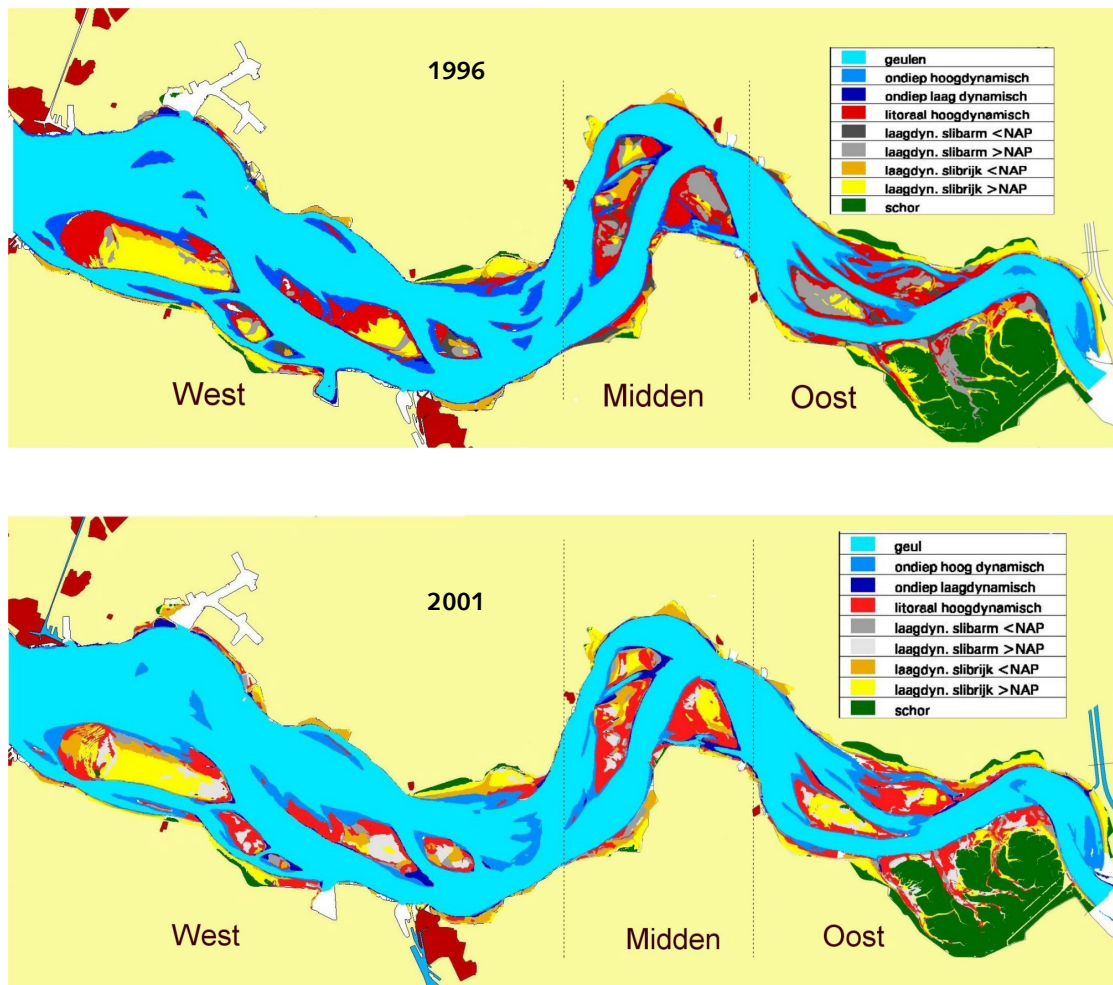 1996
geulen
ondiep hoogdynamisch
ondiep laag dynamisch
litoraal hoogdynamisch
laagdyn. slibarm <NAP
laagdyn. slibarm >NAP
laagdyn. slibrijk <NAP
laagdyn. slibrijk >NAP
schor
West
Midden
Oost
2001
geul
ondiep hoog dynamisch
ondiep laagdynamisch
litoraal hoogdynamisch
laagdyn. slibarm <NAP
laagdyn. slibarm >NAP
laagdyn. slibrijk <NAP
laagdyn. slibrijk >NAP
schor
West
Midden
Oost